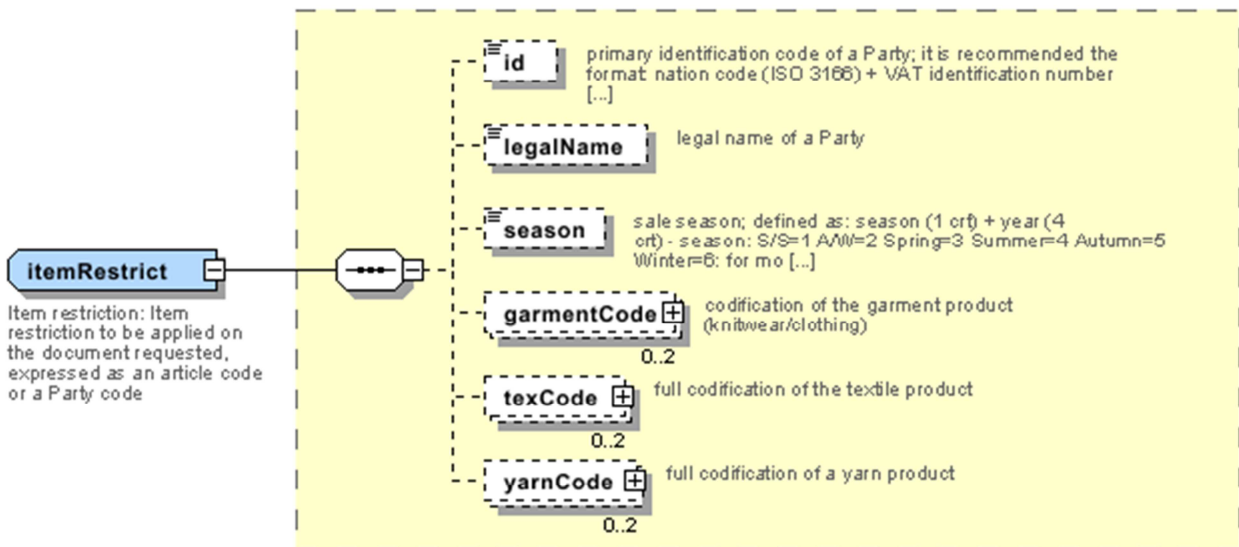 id
primary identification code of a Party; it is recommended the
format: nation code (ISO 3166) + VAT identification number
[...]
legalName
legal name of a Party
season
sale season; defined as: season (1 crt) + year (4
crt) - season: S/S=1 A/W=2 Spring=3 Summer=4 Autumn=5
Winter=6: for mo [...]
itemRestrict
Item restriction: Item
restriction to be applied on
the document requested,
expressed as an article code
or a Party code
garmentCode
codification of the garment product
(knitwear/clothing)
0..2
texCode
full codification of the textile product
0..2
yarnCode
full codification of a yarn product
0..2